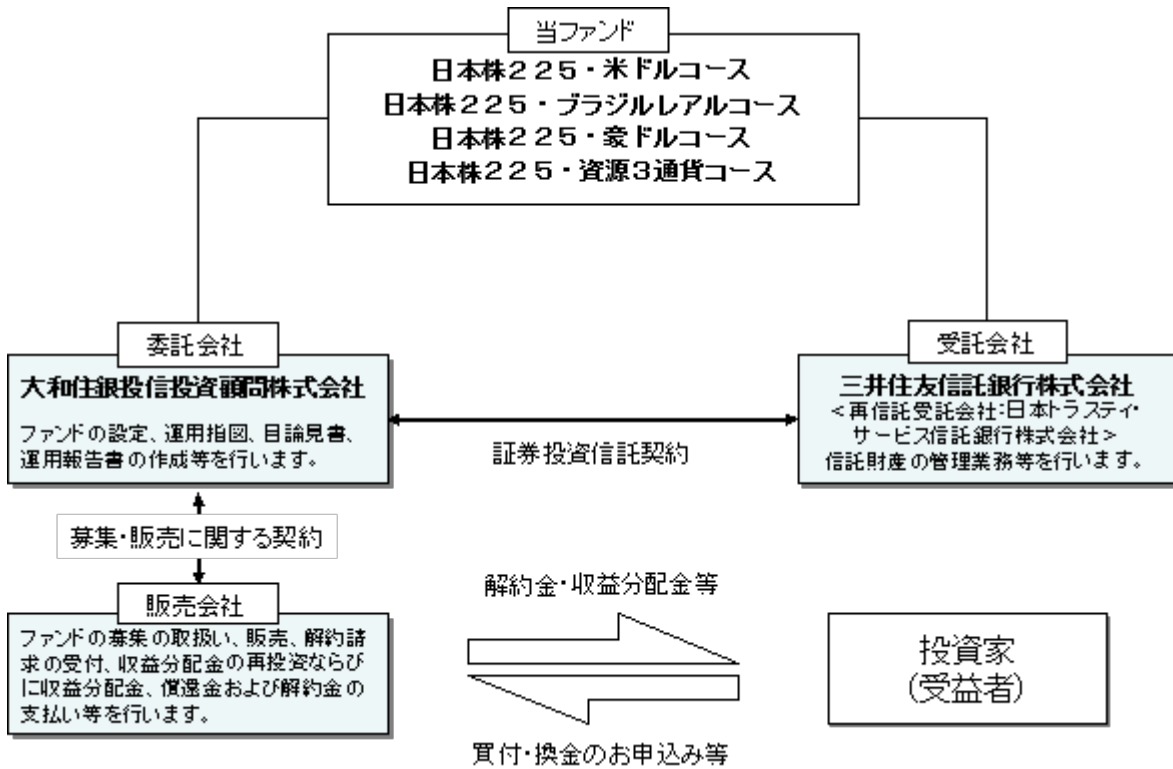 当ファンド
日本株２２５・米ドルコース
日本株２２５・ブラジルレアルコース
日本株２２５・豪ドルコース
日本株２２５・資源３通貨コース
委託会社
大和住銀投信投資顧問株式会社
ファンドの設定、運用指図、目論見書、
運用報告書の作成等を行います。
受託会社
三井住友信託銀行株式会社
＜再信託受託会社:日本トラスティ・
サービス信託銀行株式会社＞
信託財産の管理業務等を行います。
証券投資信託契約
募集・販売に関する契約
販売会社
ファンドの募集の取扱い、販売、解約請
求の受付、収益分配金の再投資ならび
に収益分配金、償還金および解約金の
支払い等を行います。
解約金・収益分配金等
買付・換金のお申込み等
投資家
(受益者)